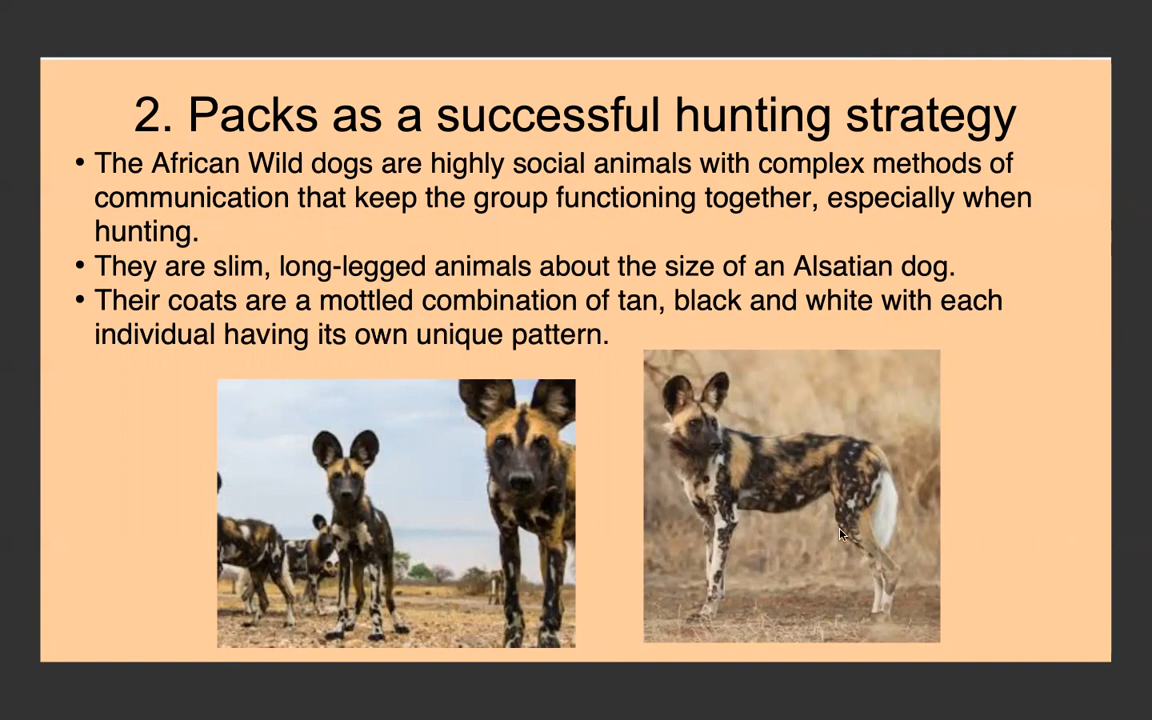 2. Packs as a successful hunting strategy
• The African Wild dogs are highly social animals with complex methods of
communication that keep the group functioning together, especially when
hunting.
• They are slim, long-legged animals about the size of an Alsatian dog.
• Their coats are a mottled combination of tan, black and white with each
individual having its own unique pattern.